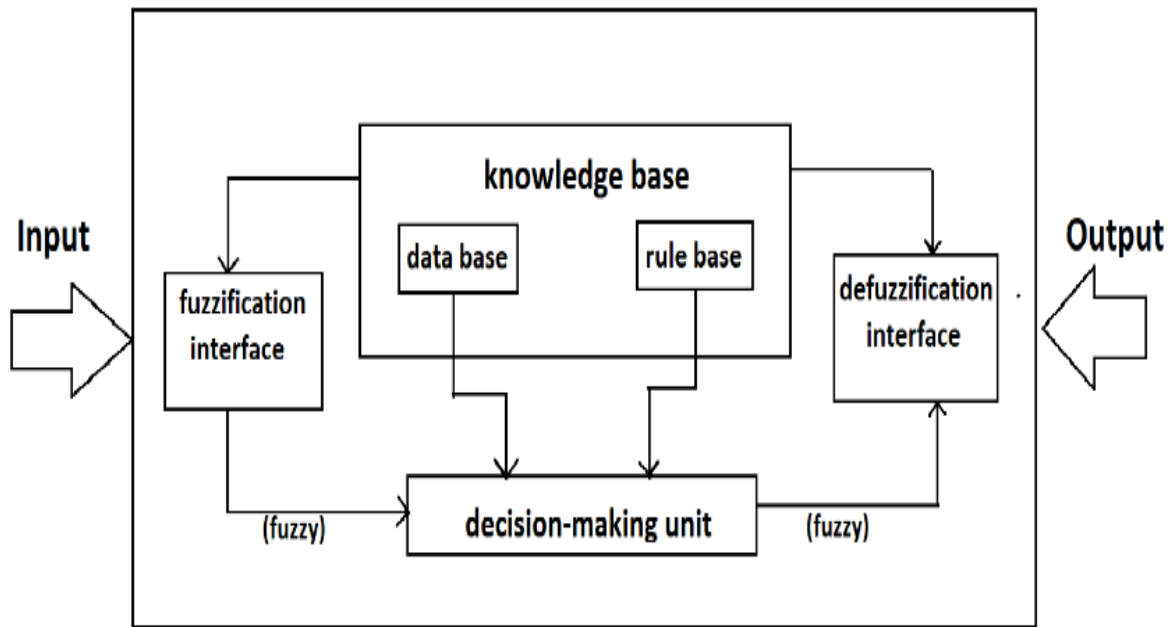 knowledge base
Input
data base
rule base
Output
fuzzification
interface
defuzzification
interface
(fuzzy)
decision-making unit
(fuzzy)